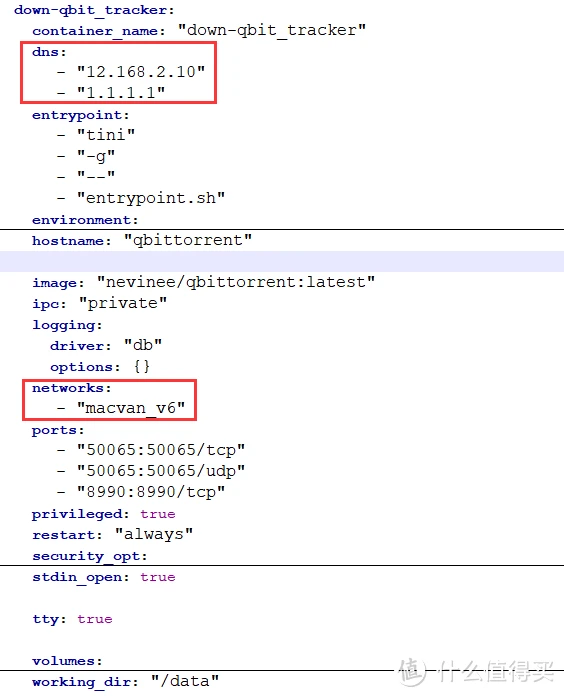 down-qbit_tracker:
  container_name: "down-qbit_tracker"
  dns:
    - "12.168.2.10"
    - "1.1.1.1"
  entrypoint:
    - "tini"
    - "-g"
    - "--"
    - "entrypoint.sh"
  environment:
  hostname: "qbittorrent"
  image: "nevinee/qbittorrent:latest"
  ipc: "private"
  logging:
    driver: "db"
    options: {}
  networks:
    - "macvan_v6"
  ports:
    - "50065:50065/tcp"
    - "50065:50065/udp"
    - "8990:8990/tcp"
  privileged: true
  restart: "always"
  security_opt:
  stdin_open: true
  tty: true
  volumes:
  working_dir: "/data"
值 什么值得买